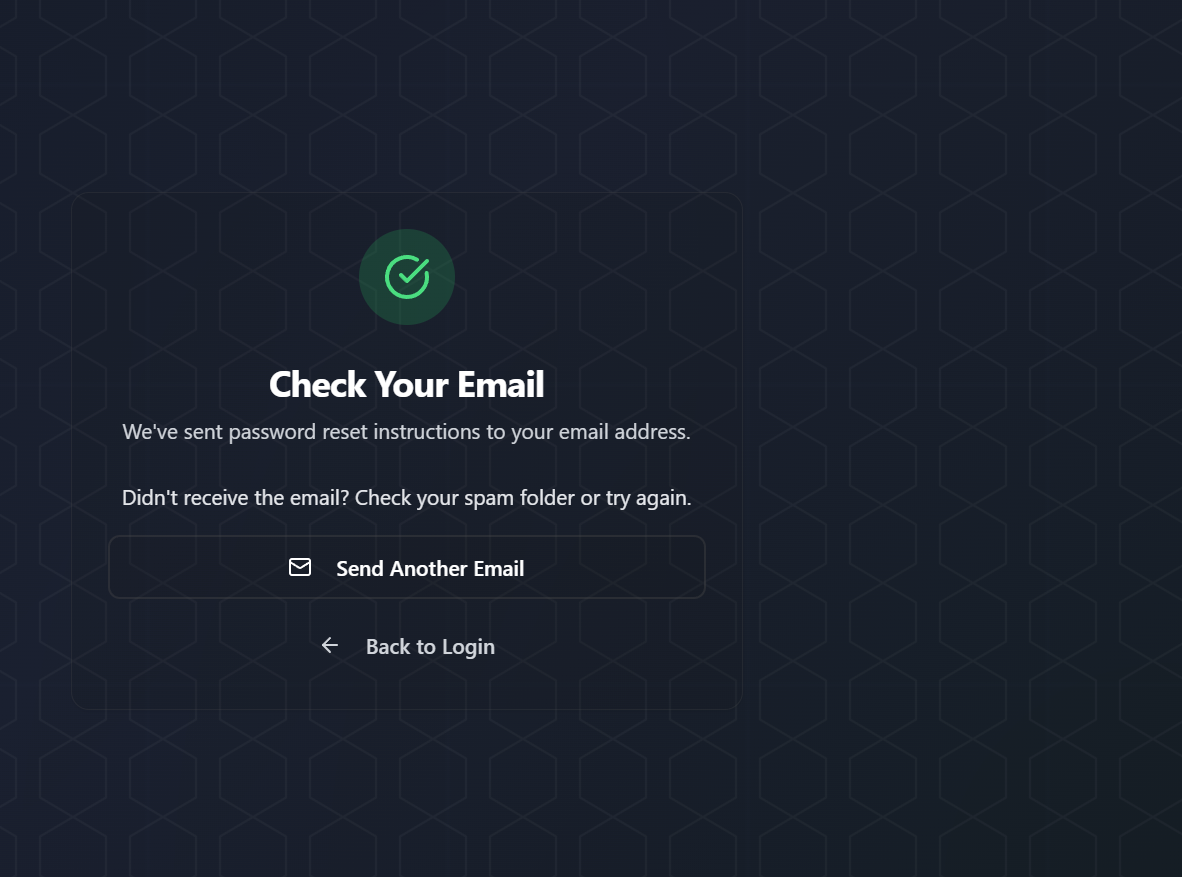 Check Your Email
We've sent password reset instructions to your email address.
Didn't receive the email? Check your spam folder or try again.
Send Another Email
Back to Login